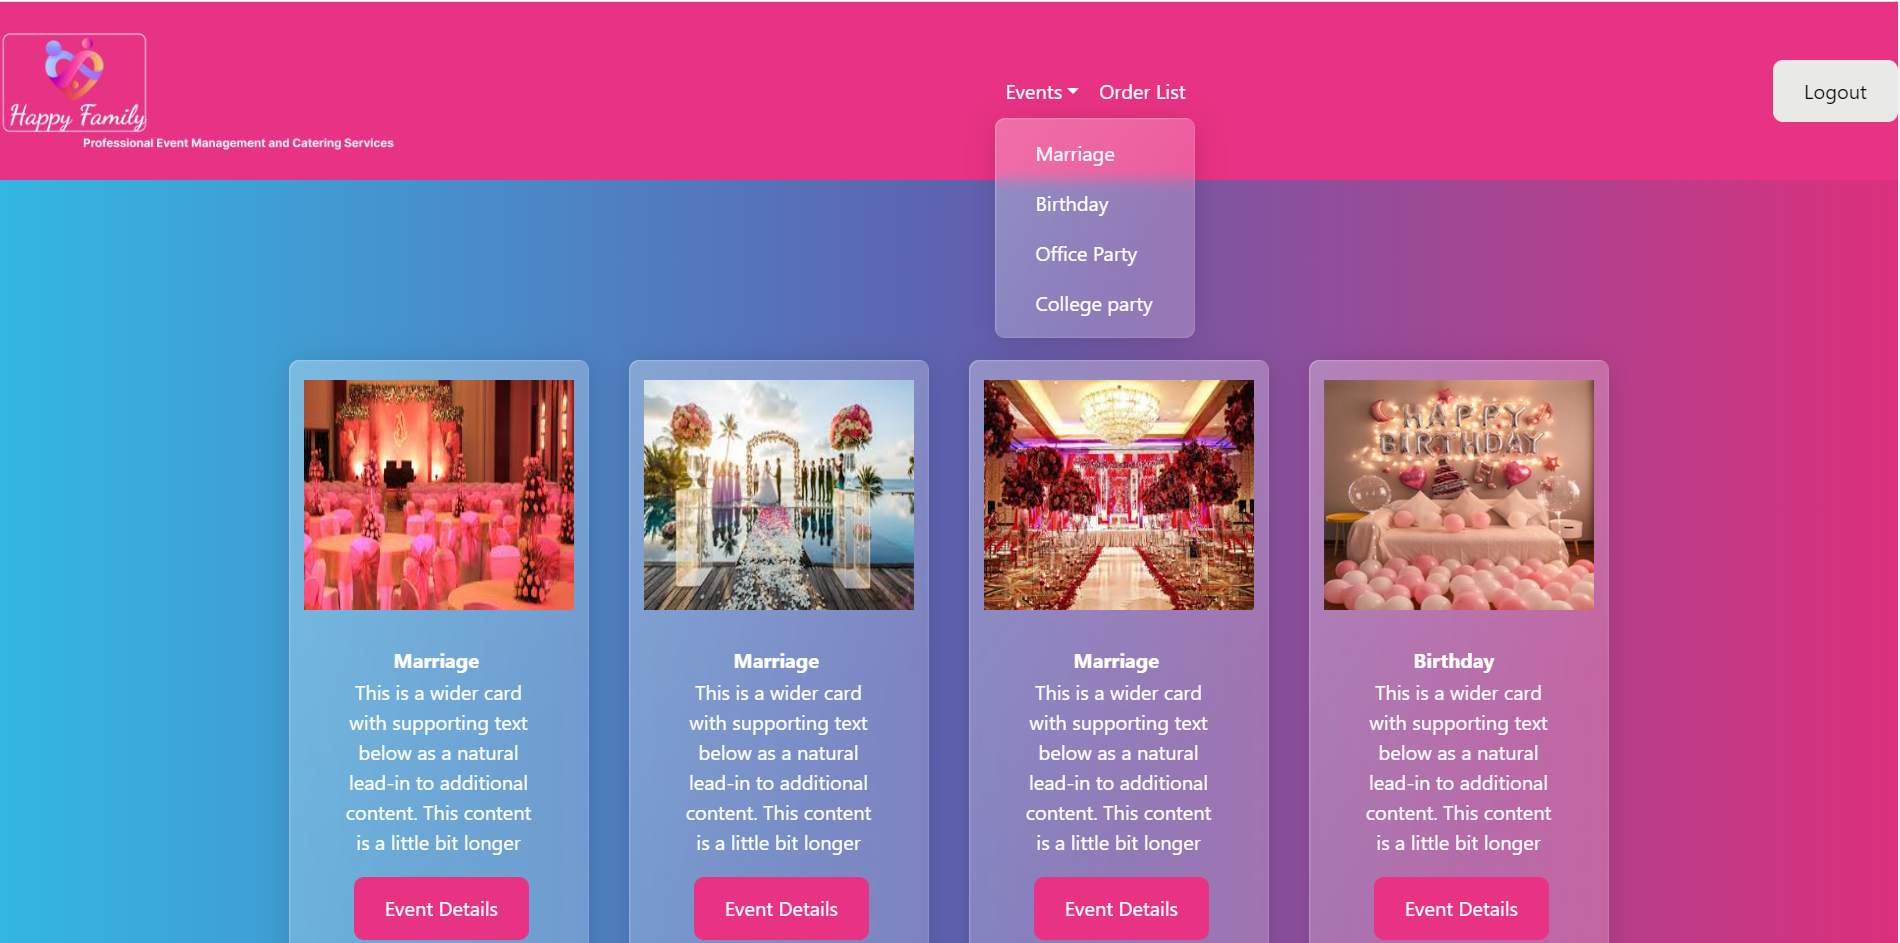 Happy Family
Professional Event Management and Catering Services
Events
Order List
Logout
Marriage
Birthday
Office Party
College party
HAPPY
BIRTHDAY
Marriage
This is a wider card
with supporting text
below as a natural
lead-in to additional
content. This content
is a little bit longer
Event Details
Marriage
This is a wider card
with supporting text
below as a natural
lead-in to additional
content. This content
is a little bit longer
Event Details
Marriage
This is a wider card
with supporting text
below as a natural
lead-in to additional
content. This content
is a little bit longer
Event Details
Birthday
This is a wider card
with supporting text
below as a natural
lead-in to additional
content. This content
is a little bit longer
Event Details